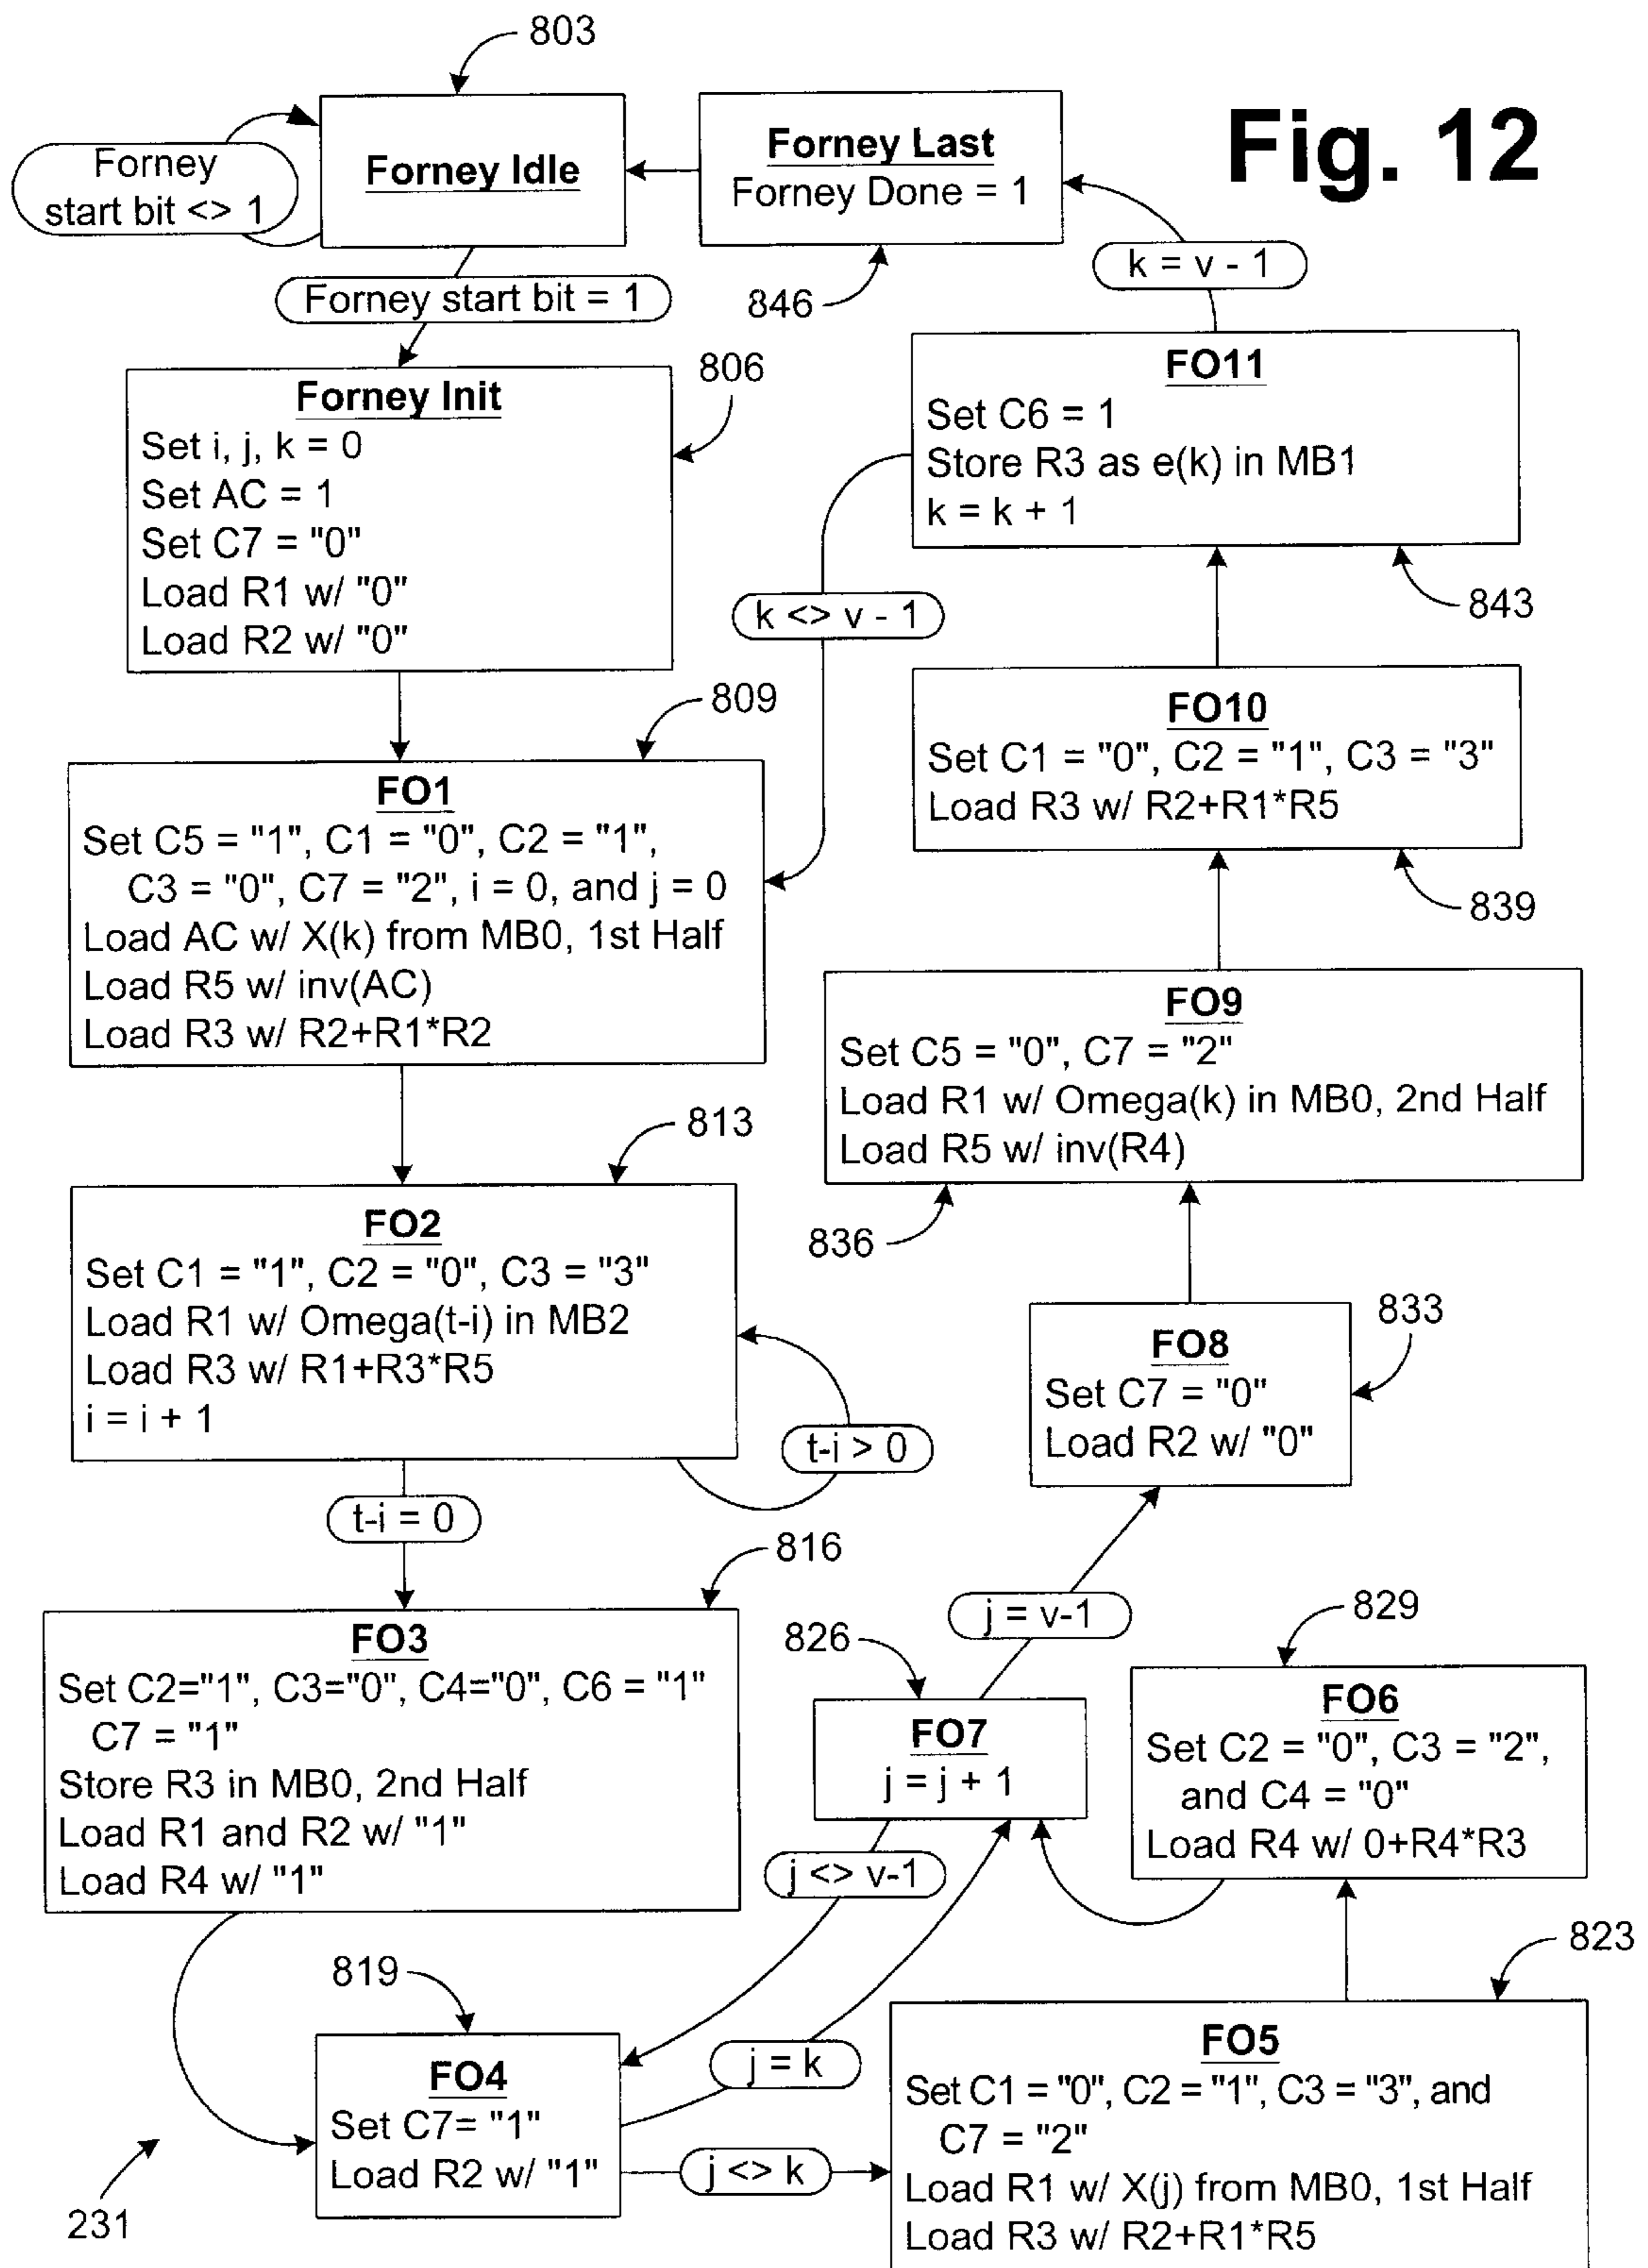 Fig. 12
803
Forney
start bit <> 1
Forney Idle
Forney Last
Forney Done = 1
846
k = v - 1
Forney start bit = 1
806
Forney Init
Set i, j, k = 0
Set AC = 1
Set C7 = "0"
Load R1 w/ "0"
Load R2 w/ "0"
809
FO1
Set C5 = "1", C1 = "0", C2 = "1",
C3 = "0", C7 = "2", i = 0, and j = 0
Load AC w/ X(k) from MB0, 1st Half
Load R5 w/ inv(AC)
Load R3 w/ R2+R1*R2
813
FO2
Set C1 = "1", C2 = "0", C3 = "3"
Load R1 w/ Omega(t-i) in MB2
Load R3 w/ R1+R3*R5
i = i + 1
t-i > 0
t-i = 0
816
FO3
Set C2="1", C3="0", C4="0", C6 = "1"
C7 = "1"
Store R3 in MB0, 2nd Half
Load R1 and R2 w/ "1"
Load R4 w/ "1"
819
FO4
Set C7= "1"
Load R2 w/ "1"
231
j = k
j <> k
823
FO5
Set C1 = "0", C2 = "1", C3 = "3", and
C7 = "2"
Load R1 w/ X(j) from MB0, 1st Half
Load R3 w/ R2+R1*R5
829
FO6
Set C2 = "0", C3 = "2",
and C4 = "0"
Load R4 w/ 0+R4*R3
826
FO7
j = j + 1
j <> v-1
j = v-1
833
FO8
Set C7 = "0"
Load R2 w/ "0"
836
FO9
Set C5 = "0", C7 = "2"
Load R1 w/ Omega(k) in MB0, 2nd Half
Load R5 w/ inv(R4)
839
FO10
Set C1 = "0", C2 = "1", C3 = "3"
Load R3 w/ R2+R1*R5
843
FO11
Set C6 = 1
Store R3 as e(k) in MB1
k = k + 1
k <> v - 1